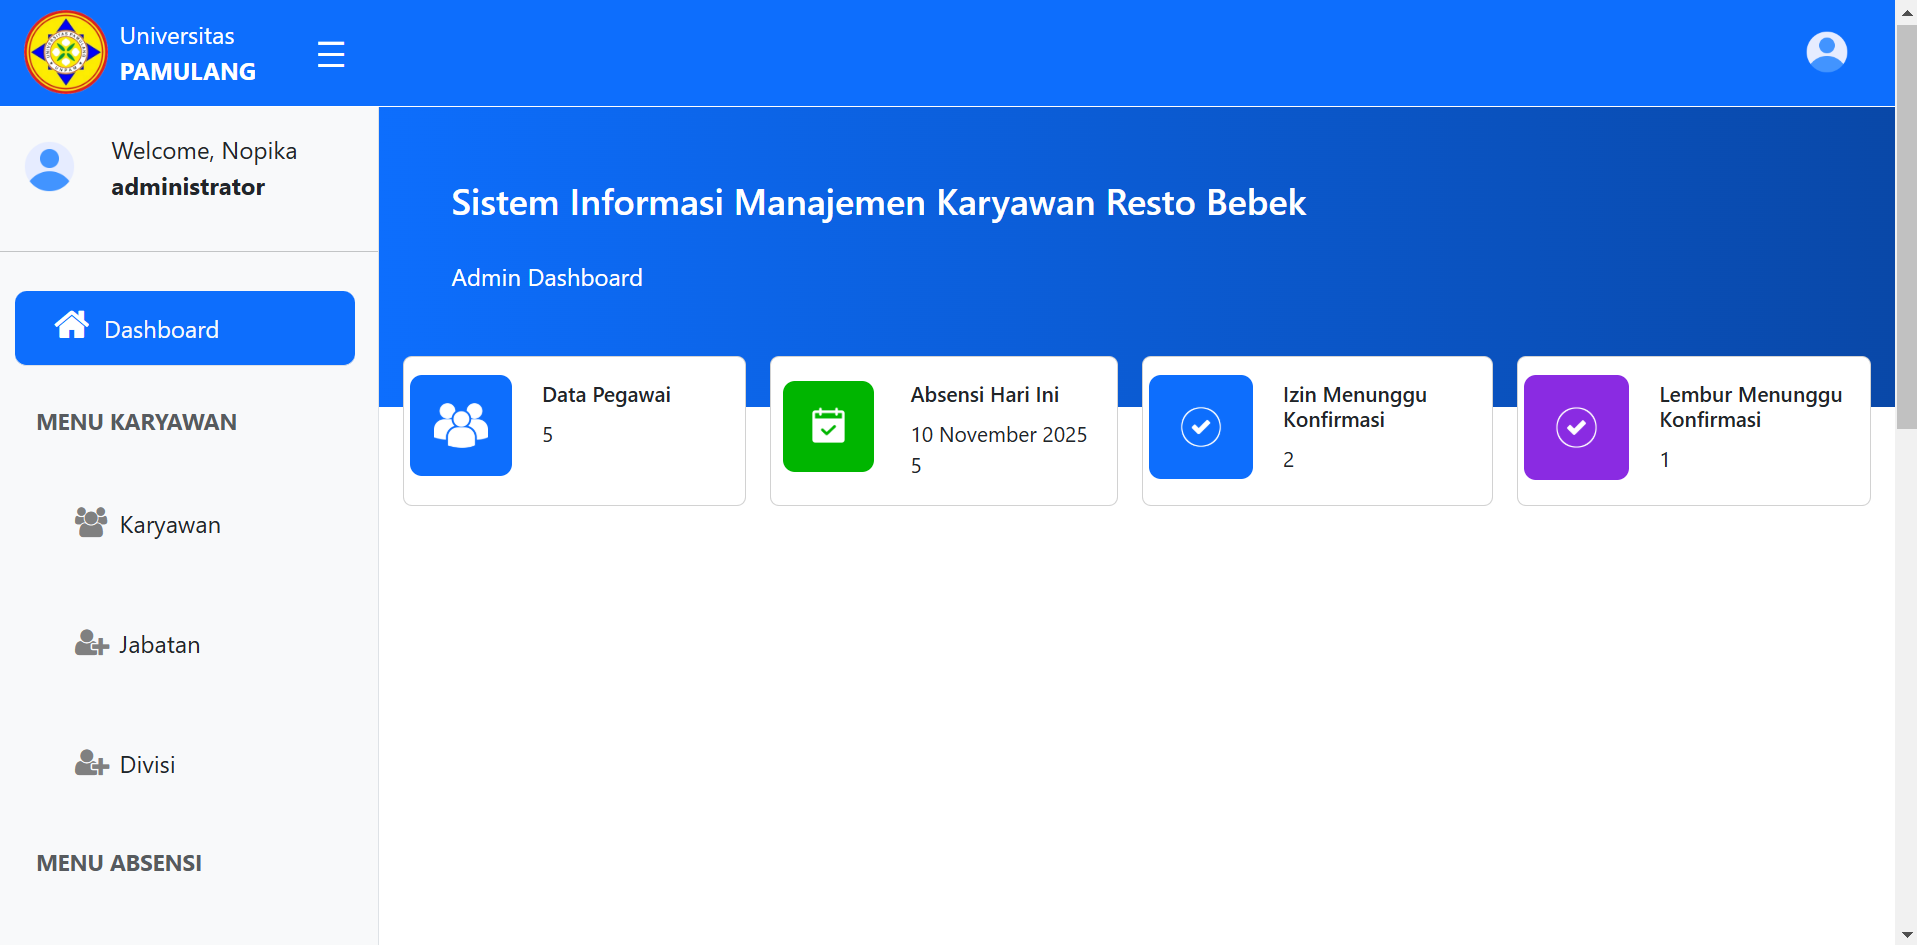 Universitas
PAMULANG
Welcome, Nopika
administrator
Dashboard
MENU KARYAWAN
Karyawan
Jabatan
Divisi
MENU ABSENSI
Sistem Informasi Manajemen Karyawan Resto Bebek
Admin Dashboard
Data Pegawai
5
Absensi Hari Ini
10 November 2025
5
Izin Menunggu
Konfirmasi
2
Lembur Menunggu
Konfirmasi
1